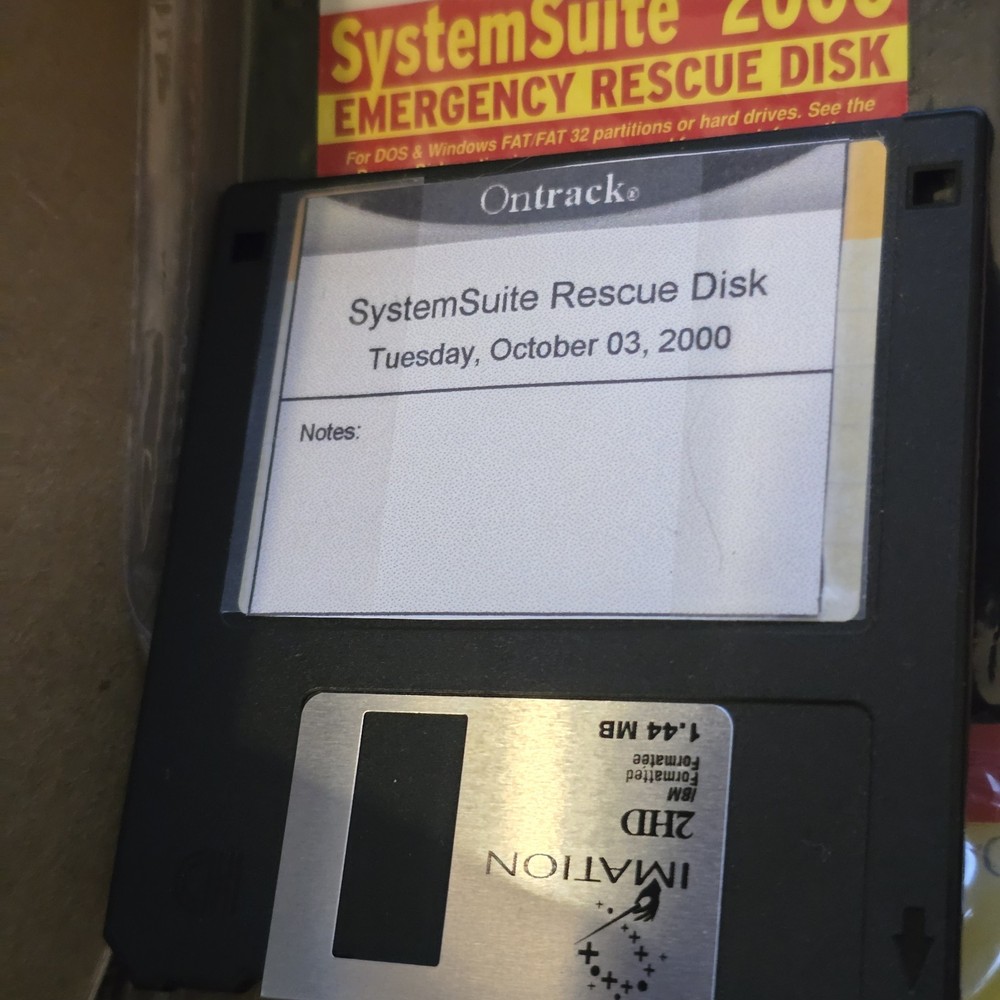 SystemSuite 2000
EMERGENCY RESCUE DISK
For DOS & Windows FAT/FAT 32 partitions or hard drives. See the
Ontrack®
SystemSuite Rescue Disk
Tuesday, October 03, 2000
Notes:
1.44 MB
Formatée
Formatted
IBM
2HD
IMATION